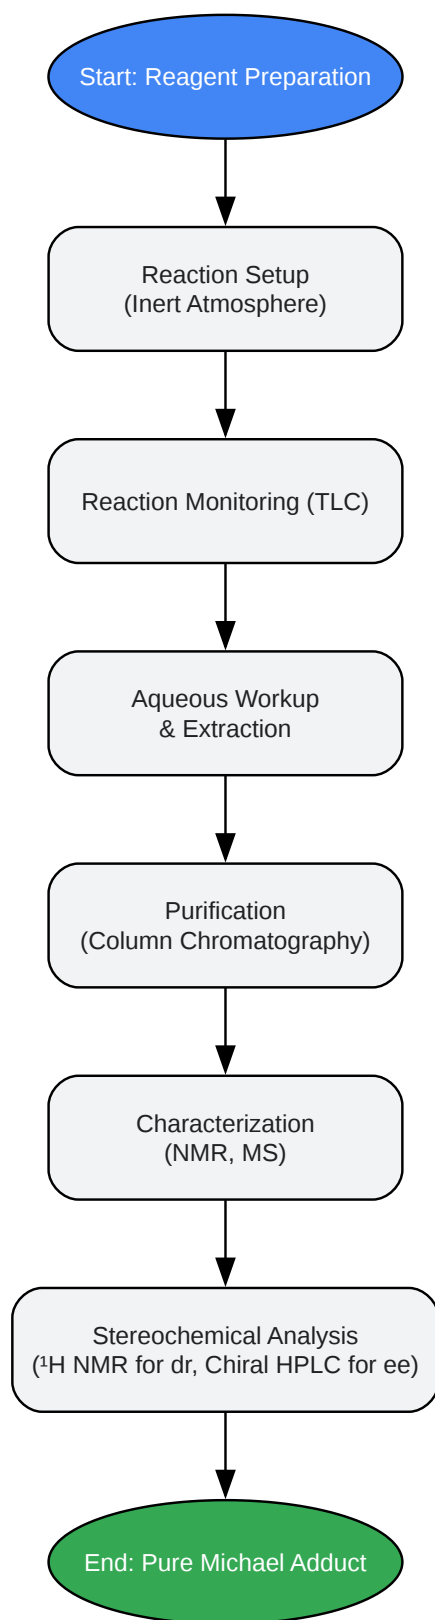 Start: Reagent Preparation
Reaction Setup
(Inert Atmosphere)
Reaction Monitoring (TLC)
Aqueous Workup
& Extraction
Purification
(Column Chromatography)
Characterization
(NMR, MS)
Stereochemical Analysis
(¹H NMR for dr, Chiral HPLC for ee)
End: Pure Michael Adduct